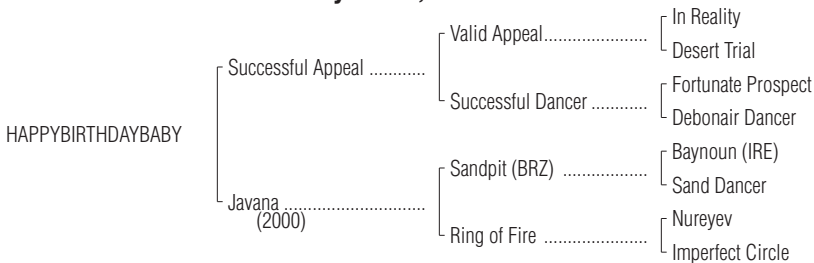 In Reality
Valid Appeal......................
Desert Trial
Successful Appeal ............
Fortunate Prospect
Successful Dancer ............
Debonair Dancer
HAPPYBIRTHDAYBABY
Baynoun (IRE)
Sandpit (BRZ) ..................
Sand Dancer
Javana ..............................
(2000)
Nureyev
Ring of Fire ......................
Imperfect Circle